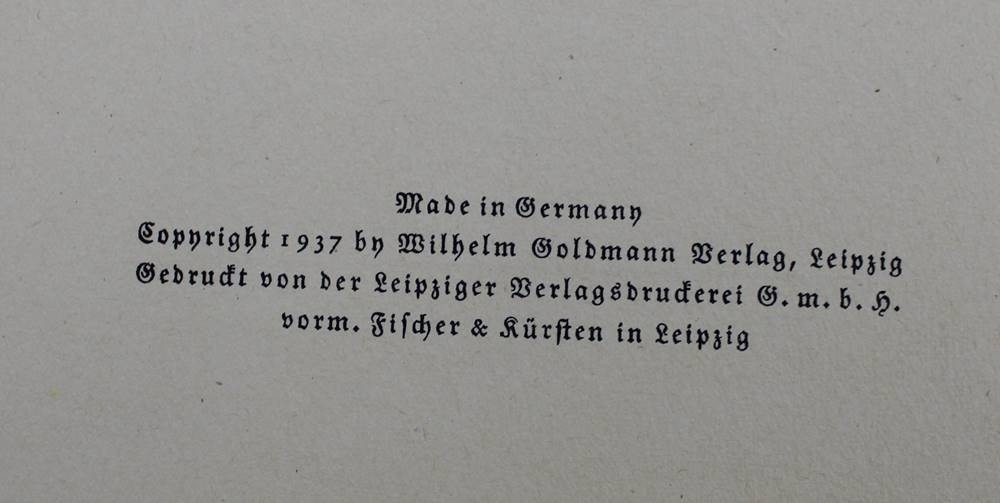 Made in Germany
Copyright 1937 by Wilhelm Goldmann Verlag, Leipzig
Gedruckt von der Leipziger Verlagsdruckerei G. m. b. H.
vorm. Fiſcher & Kürſten in Leipzig